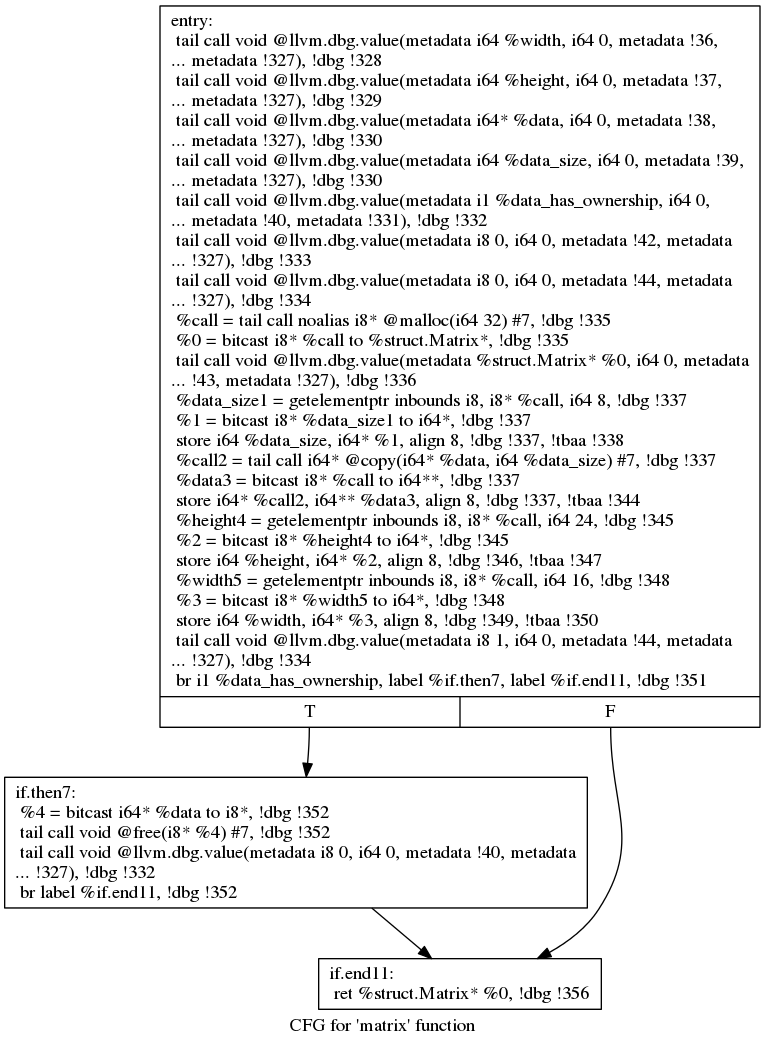 entry:
tail call void @llvm.dbg.value(metadata i64 %width, i64 0, metadata !36,
... metadata !327), !dbg !328
tail call void @llvm.dbg.value(metadata i64 %height, i64 0, metadata !37,
... metadata !327), !dbg !329
tail call void @llvm.dbg.value(metadata i64* %data, i64 0, metadata !38,
... metadata !327), !dbg !330
tail call void @llvm.dbg.value(metadata i64 %data_size, i64 0, metadata !39,
... metadata !327), !dbg !330
tail call void @llvm.dbg.value(metadata i1 %data_has_ownership, i64 0,
... metadata !40, metadata !331), !dbg !332
tail call void @llvm.dbg.value(metadata i8 0, i64 0, metadata !42, metadata
... !327), !dbg !333
tail call void @llvm.dbg.value(metadata i8 0, i64 0, metadata !44, metadata
... !327), !dbg !334
%call = tail call noalias i8* @malloc(i64 32) #7, !dbg !335
%0 = bitcast i8* %call to %struct.Matrix*, !dbg !335
tail call void @llvm.dbg.value(metadata %struct.Matrix* %0, i64 0, metadata
... !43, metadata !327), !dbg !336
%data_size1 = getelementptr inbounds i8, i8* %call, i64 8, !dbg !337
%1 = bitcast i8* %data_size1 to i64*, !dbg !337
store i64 %data_size, i64* %1, align 8, !dbg !337, !tbaa !338
%call2 = tail call i64* @copy(i64* %data, i64 %data_size) #7, !dbg !337
%data3 = bitcast i8* %call to i64**, !dbg !337
store i64* %call2, i64** %data3, align 8, !dbg !337, !tbaa !344
%height4 = getelementptr inbounds i8, i8* %call, i64 24, !dbg !345
%2 = bitcast i8* %height4 to i64*, !dbg !345
store i64 %height, i64* %2, align 8, !dbg !346, !tbaa !347
%width5 = getelementptr inbounds i8, i8* %call, i64 16, !dbg !348
%3 = bitcast i8* %width5 to i64*, !dbg !348
store i64 %width, i64* %3, align 8, !dbg !349, !tbaa !350
tail call void @llvm.dbg.value(metadata i8 1, i64 0, metadata !44, metadata
... !327), !dbg !334
br i1 %data_has_ownership, label %if.then7, label %if.end11, !dbg !351
T
F
if.then7:
%4 = bitcast i64* %data to i8*, !dbg !352
tail call void @free(i8* %4) #7, !dbg !352
tail call void @llvm.dbg.value(metadata i8 0, i64 0, metadata !40, metadata
... !327), !dbg !332
br label %if.end11, !dbg !352
if.end11:
ret %struct.Matrix* %0, !dbg !356
CFG for 'matrix' function